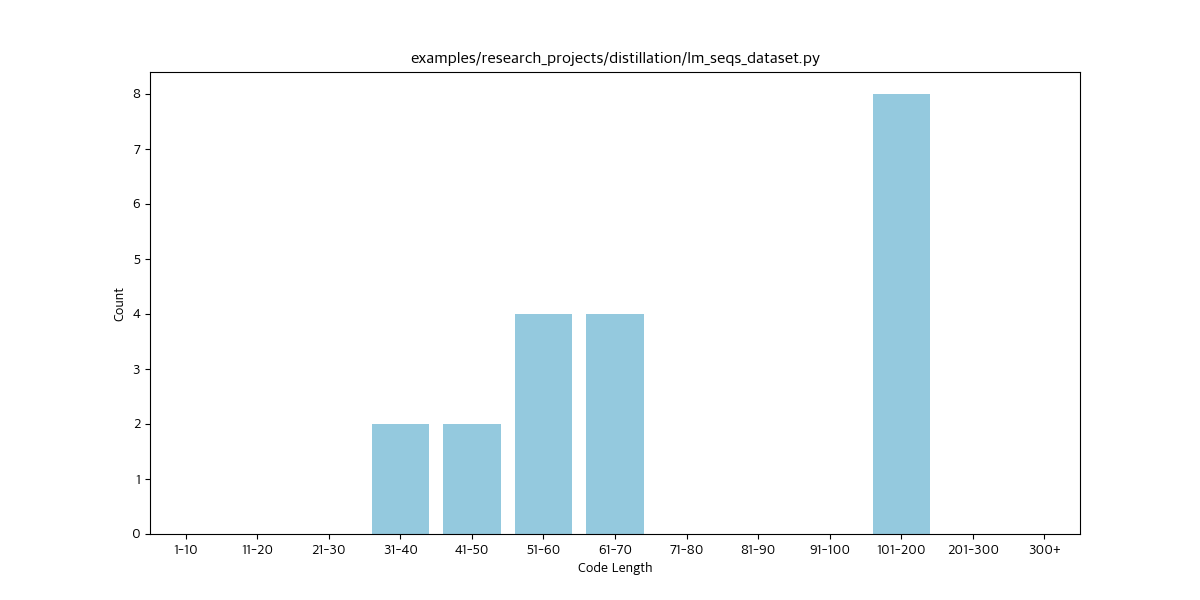 examples/research_projects/distillation/lm_seqs_dataset.py
8
7
6
5
4
3
2
1
0
Count
1-10 11-20 21-30 31-40 41-50 51-60 61-70 71-80 81-90 91-100 101-200 201-300 300+
Code Length